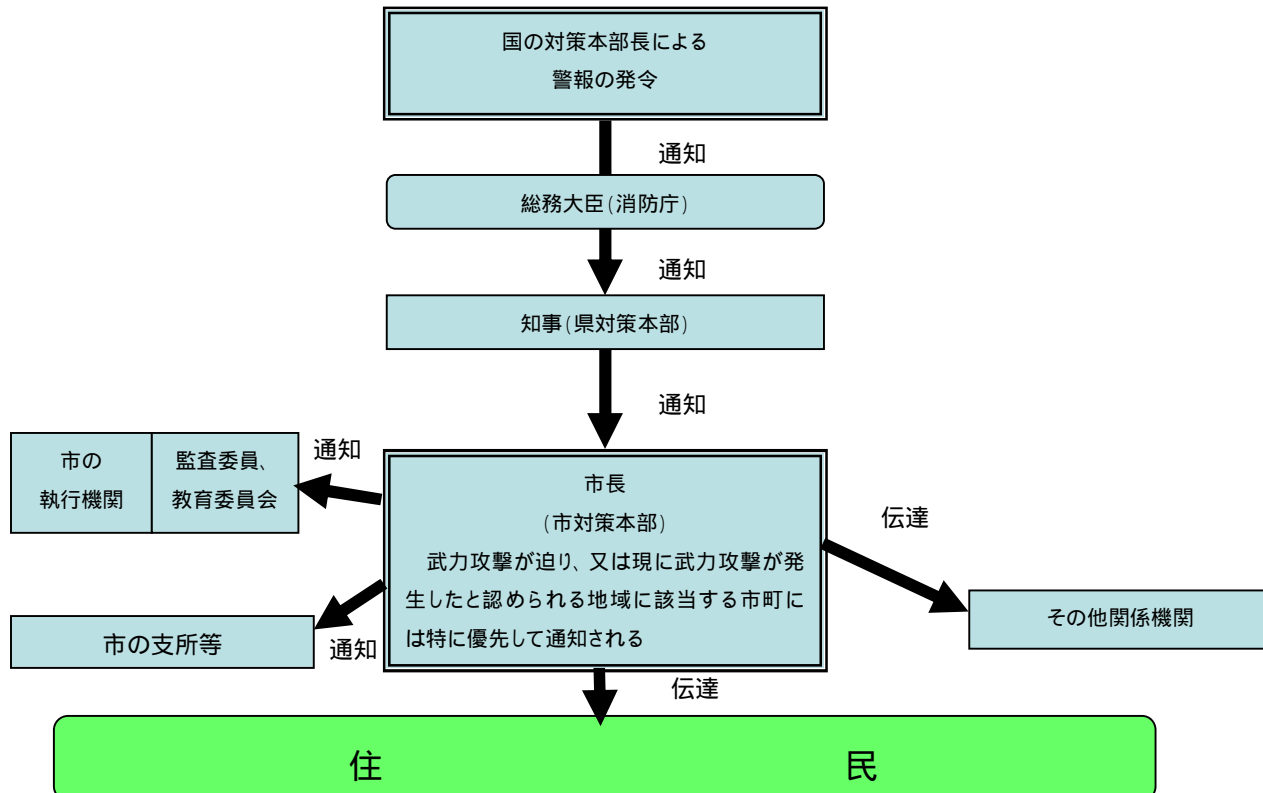 国の対策本部長による
警報の発令
通知
総務大臣(消防庁)
通知
知事(県対策本部)
通知
市の
執行機関
監査委員、
教育委員会
通知
市長
(市対策本部)
武力攻撃が迫り、又は現に武力攻撃が発
生したと認められる地域に該当する市町に
は特に優先して通知される
伝達
その他関係機関
市の支所等
通知
伝達
住 民